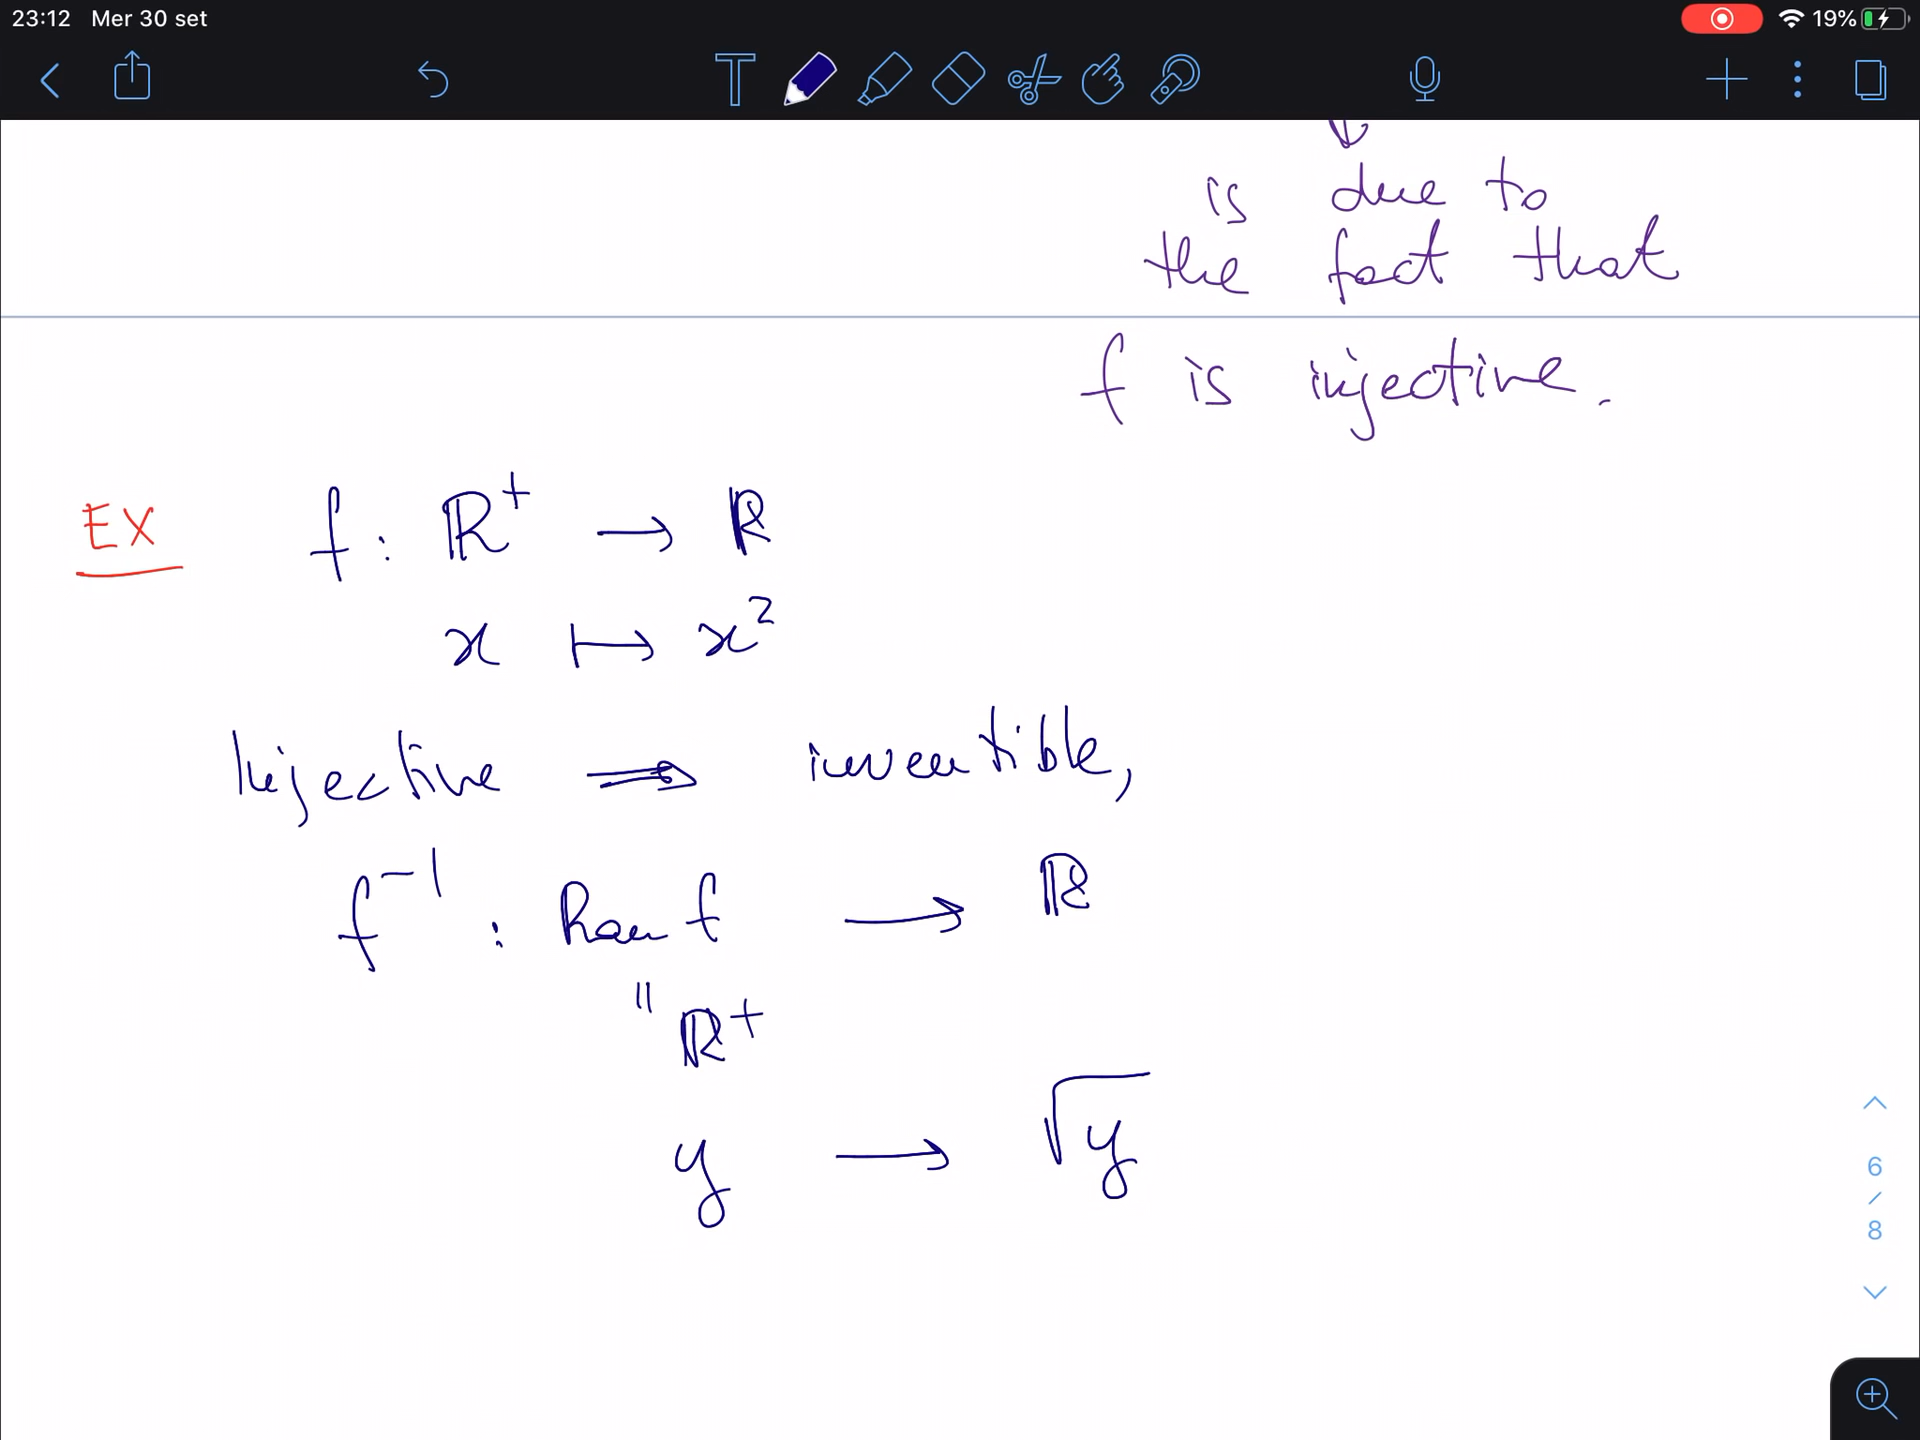 23:12 Mer 30 set 19%
T
is due to
the fact that
f is injective.
EX f : ℝ⁺ → ℝ
x ↦ x²
Injective ⟹ invertible,
f⁻¹ : Ran f → ℝ
" ℝ⁺
y → √y
6
/
8